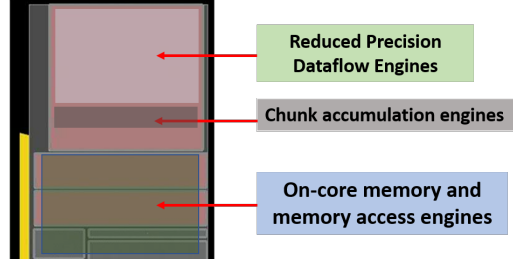 Reduced Precision
Dataflow Engines
Chunk accumulation engines
On-core memory and
memory access engines